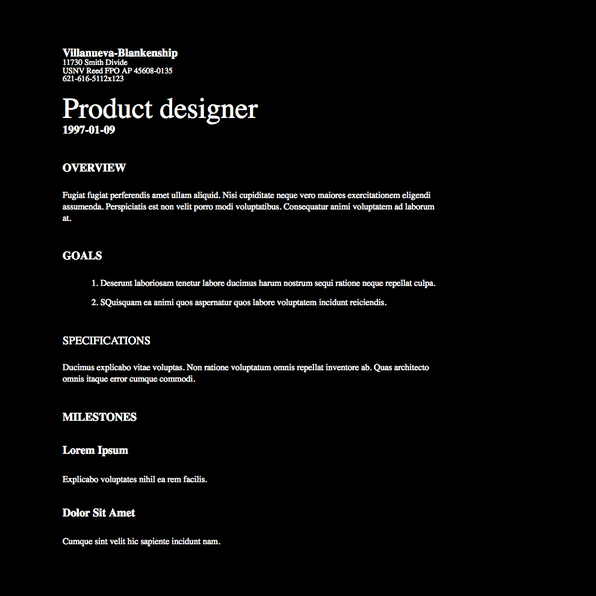 Villanueva-Blankenship
11730 Smith Divide
USNV Reed FPO AP 45608-0135
621-616-5112x123
Product designer
1997-01-09
OVERVIEW
Fugiat fugiat perferendis amet ullam aliquid. Nisi cupiditate neque vero maiores exercitationem eligendi
assumenda. Perspiciatis est non velit porro modi voluptatibus. Consequatur animi voluptatem ad laborum
at.
GOALS
1. Deserunt laboriosam tenetur labore ducimus harum nostrum sequi ratione neque repellat culpa.
2. SQuisquam ea animi quos aspernatur quos labore voluptatem incidunt reiciendis.
SPECIFICATIONS
Ducimus explicabo vitae voluptas. Non ratione voluptatum omnis repellat inventore ab. Quas architecto
omnis itaque error cumque commodi.
MILESTONES
Lorem Ipsum
Explicabo voluptates nihil ea rem facilis.
Dolor Sit Amet
Cumque sint velit hic sapiente incidunt nam.